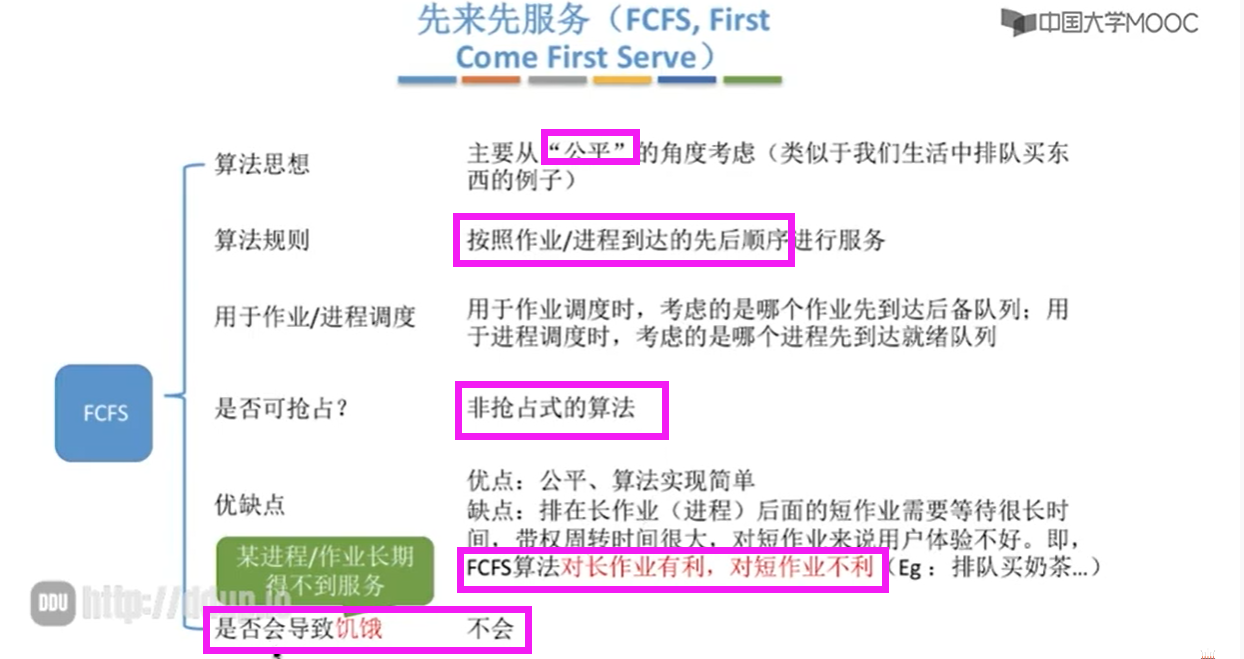 先来先服务（FCFS, First
Come First Serve）
中国大学MOOC
算法思想
主要从“公平”的角度考虑（类似于我们生活中排队买东
西的例子）
算法规则
按照作业/进程到达的先后顺序进行服务
用于作业/进程调度
用于作业调度时，考虑的是哪个作业先到达后备队列；用
于进程调度时，考虑的是哪个进程先到达就绪队列
FCFS
是否可抢占？
非抢占式的算法
优缺点
优点：公平、算法实现简单
缺点：排在长作业（进程）后面的短作业需要等待很长时
间，带权周转时间很大，对短作业来说用户体验不好。即，
FCFS算法对长作业有利，对短作业不利（Eg：排队买奶茶…）
某进程/作业长期
得不到服务
DDU
是否会导致饥饿
不会